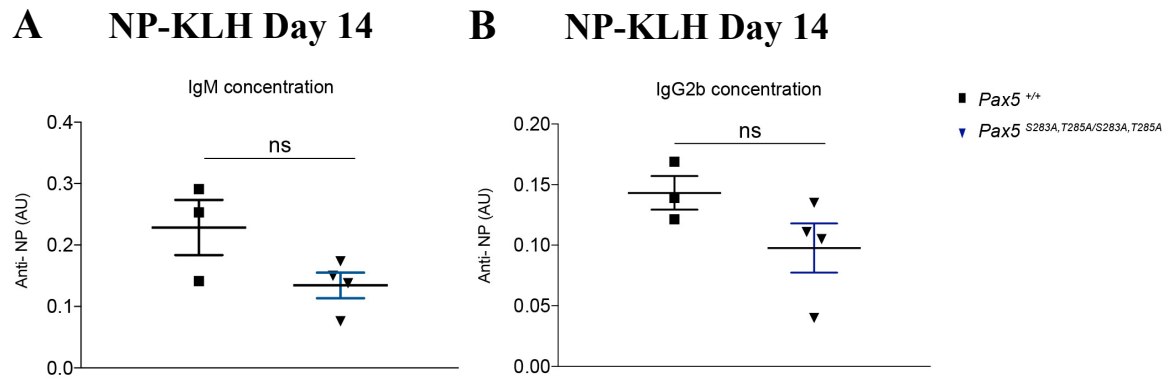 A NP-KLH Day 14
IgM concentration
Anti- NP (AU)
0.4
0.3
0.2
0.1
0.0
ns
B NP-KLH Day 14
IgG2b concentration
Anti- NP (AU)
0.20
0.15
0.10
0.05
0.00
ns
Pax5 +/+
Pax5 S283A,T285A/S283A,T285A